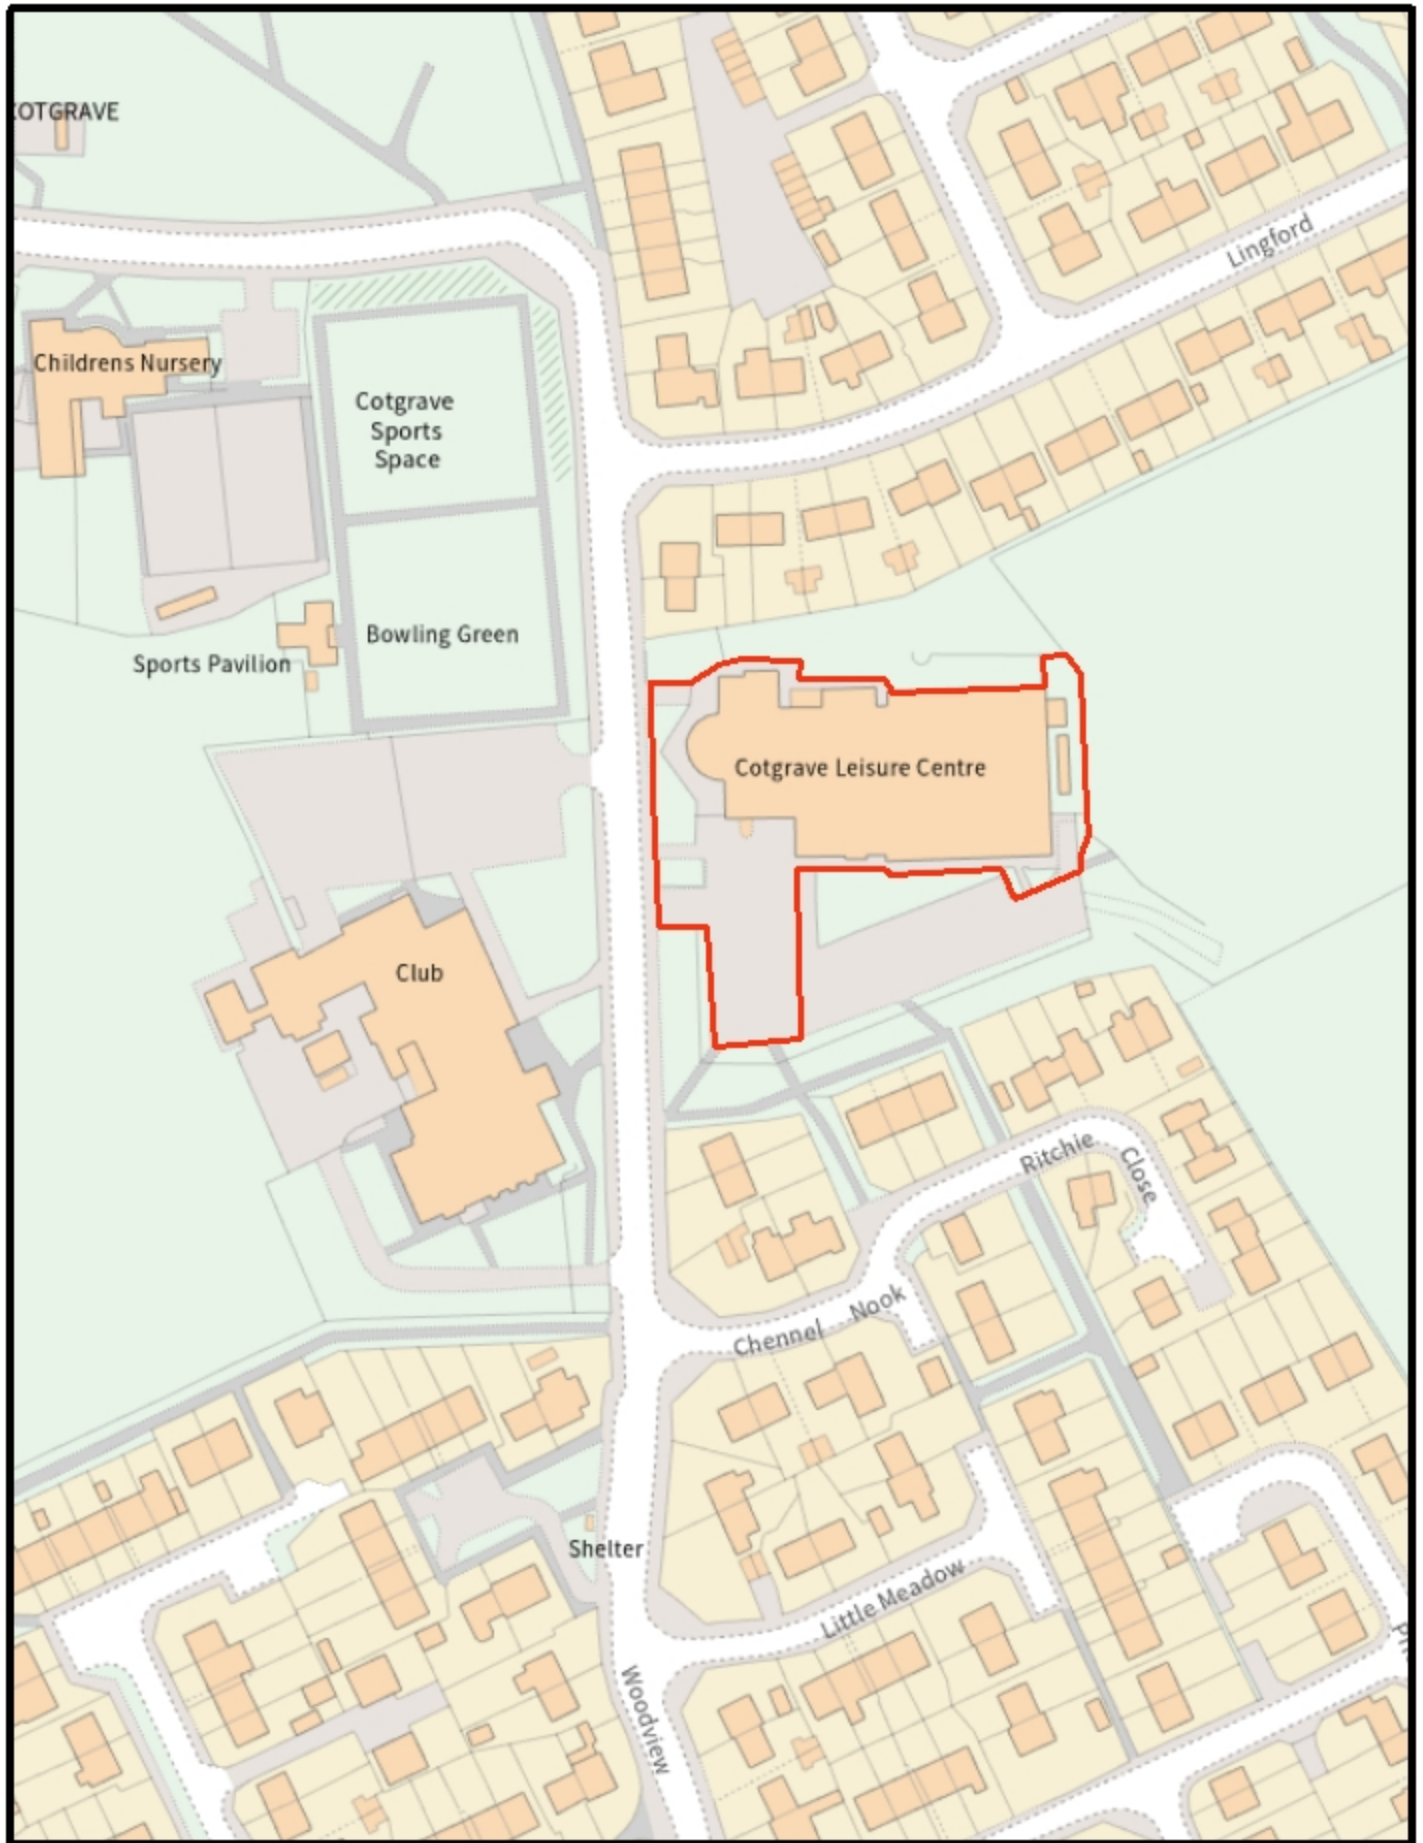 COTGRAVE
Lingford
Childrens Nursery
Cotgrave
Sports
Space
Bowling Green
Sports Pavilion
Cotgrave Leisure Centre
Club
Ritchie
Close
Chennel Nook
Shelter
Little Meadow
Woodview